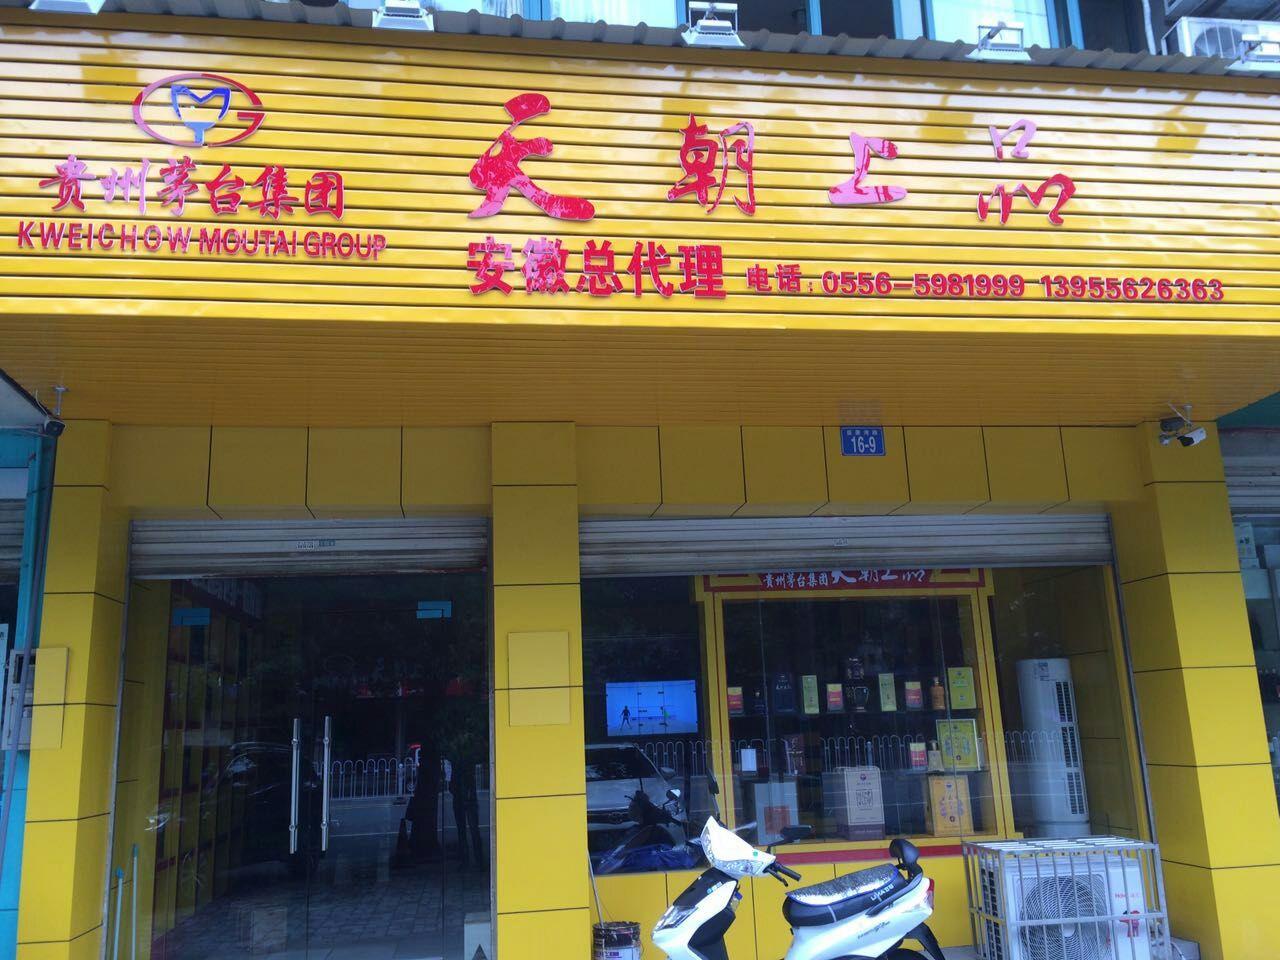 天朝上品
贵州茅台集团
KWEICHOW MOUTAI GROUP
安徽总代理 电话：0556-5981999 13955626363
16-9
贵州茅台集团 天朝上品
Haier